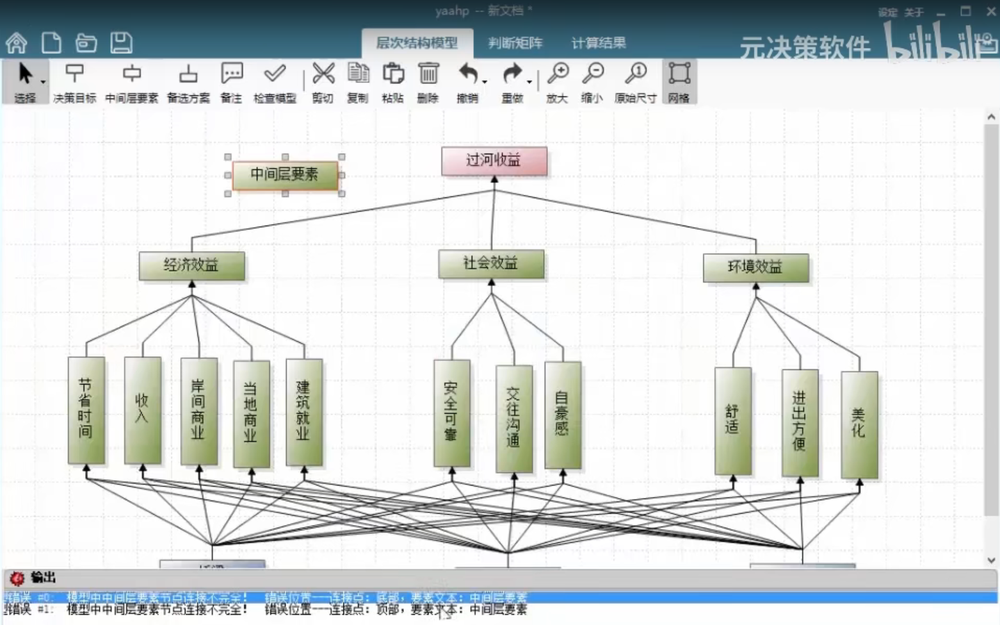 yaahp -- 新文档 *
设定 关于
层次结构模型 判断矩阵 计算结果
元决策软件 bilibili
选择 决策目标 中间层要素 备选方案 备注 检查模型 剪切 复制 粘贴 删除 撤销 重做 放大 缩小 原始尺寸 网格
过河收益
中间层要素
经济效益 社会效益 环境效益
节省时间
收入
岸间商业
当地商业
建筑就业
安全可靠
交往沟通
自豪感
舒适
进出方便
美化
输出
错误 #0: 模型中中间层要素节点连接不完全! 错误位置---连接点: 底部, 要素文本: 中间层要素
错误 #1: 模型中中间层要素节点连接不完全! 错误位置---连接点: 顶部, 要素文本: 中间层要素